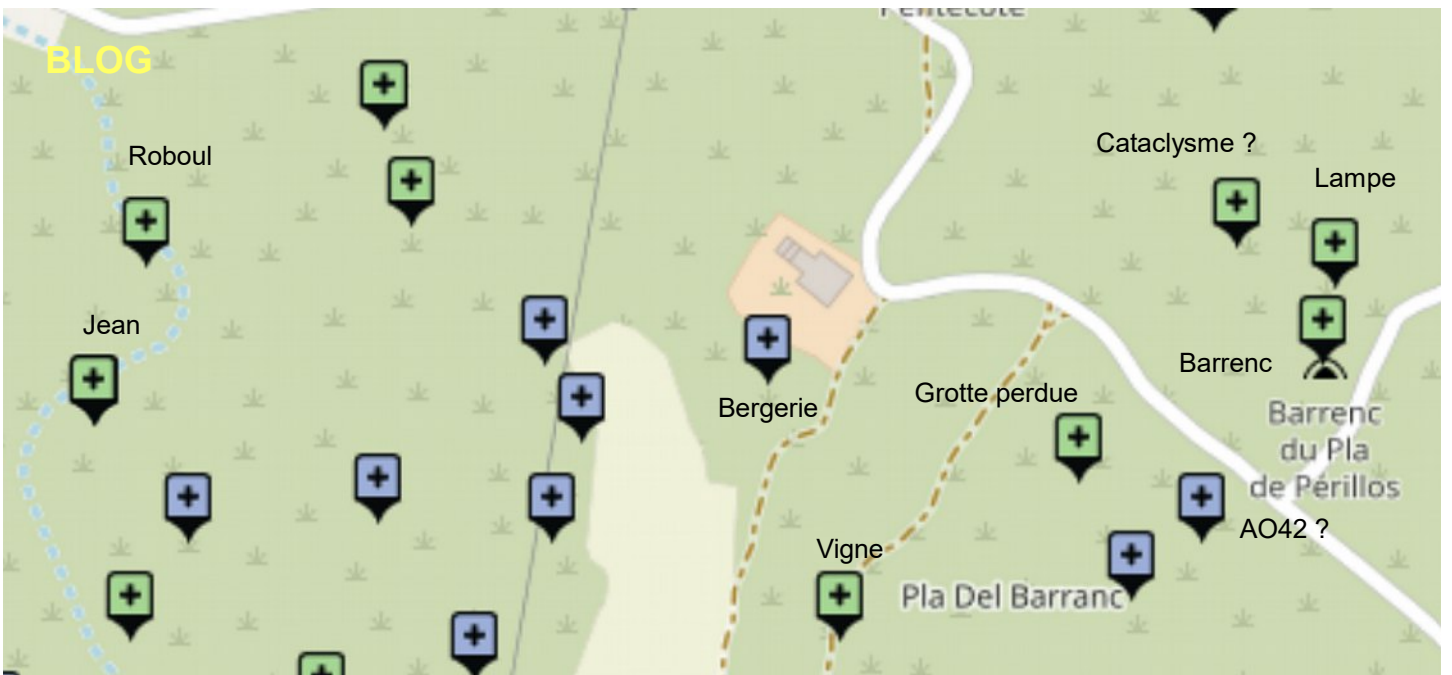 Pentecôte
BLOG
Cataclysme ?
Roboul
Lampe
Jean
Barrenc
Grotte perdue
Bergerie
Barrenc
du Pla
de Périllos
AO42 ?
Vigne
Pla Del Barranc